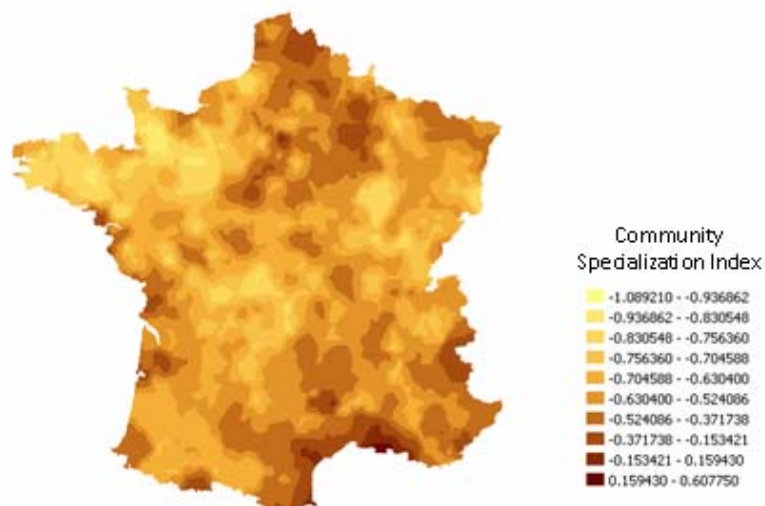 Community
Specialization Index
-1.089210 - -0.936862
-0.936862 - -0.830548
-0.830548 - -0.756360
-0.756360 - -0.704588
-0.704588 - -0.630400
-0.630400 - -0.524086
-0.524086 - -0.371738
-0.371738 - -0.153421
-0.153421 - 0.159430
0.159430 - 0.607750